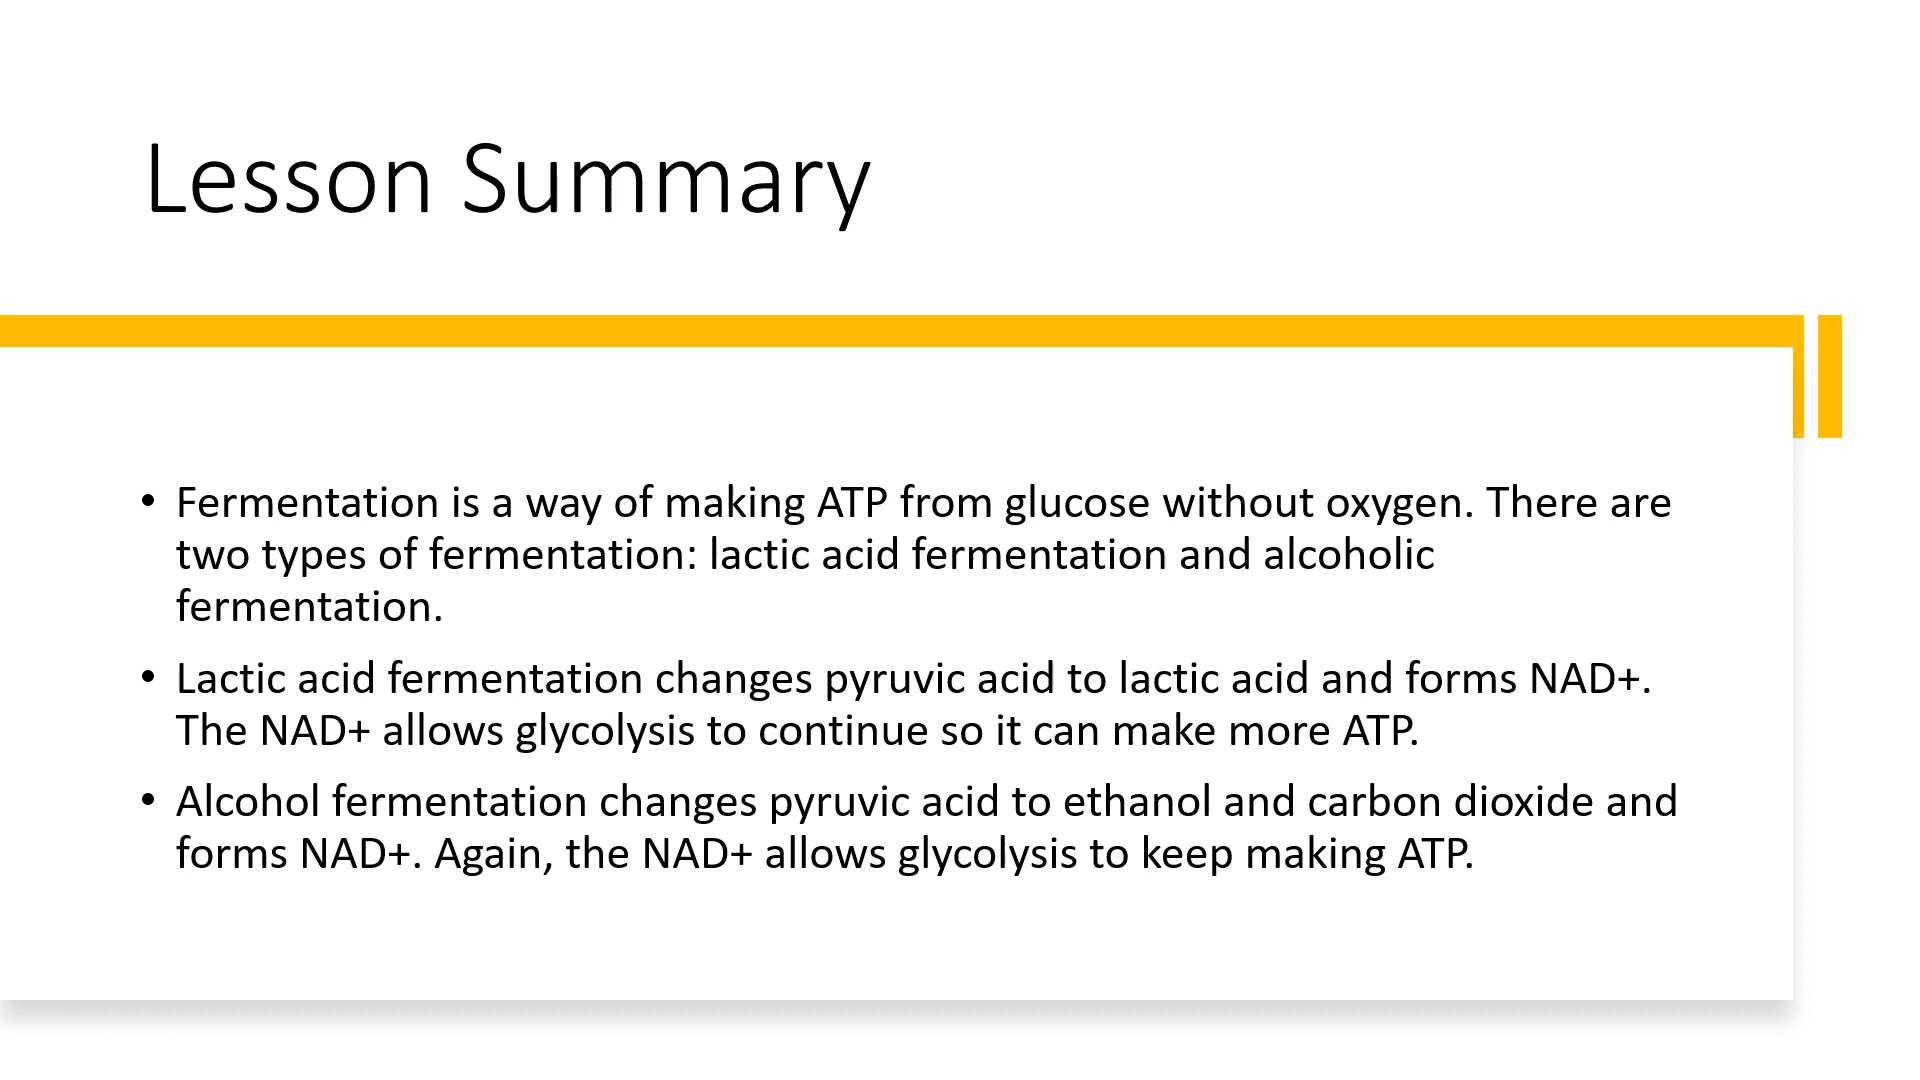 Lesson Summary
• Fermentation is a way of making ATP from glucose without oxygen. There are
two types of fermentation: lactic acid fermentation and alcoholic
fermentation.
• Lactic acid fermentation changes pyruvic acid to lactic acid and forms NAD+.
The NAD+ allows glycolysis to continue so it can make more ATP.
• Alcohol fermentation changes pyruvic acid to ethanol and carbon dioxide and
forms NAD+. Again, the NAD+ allows glycolysis to keep making ATP.